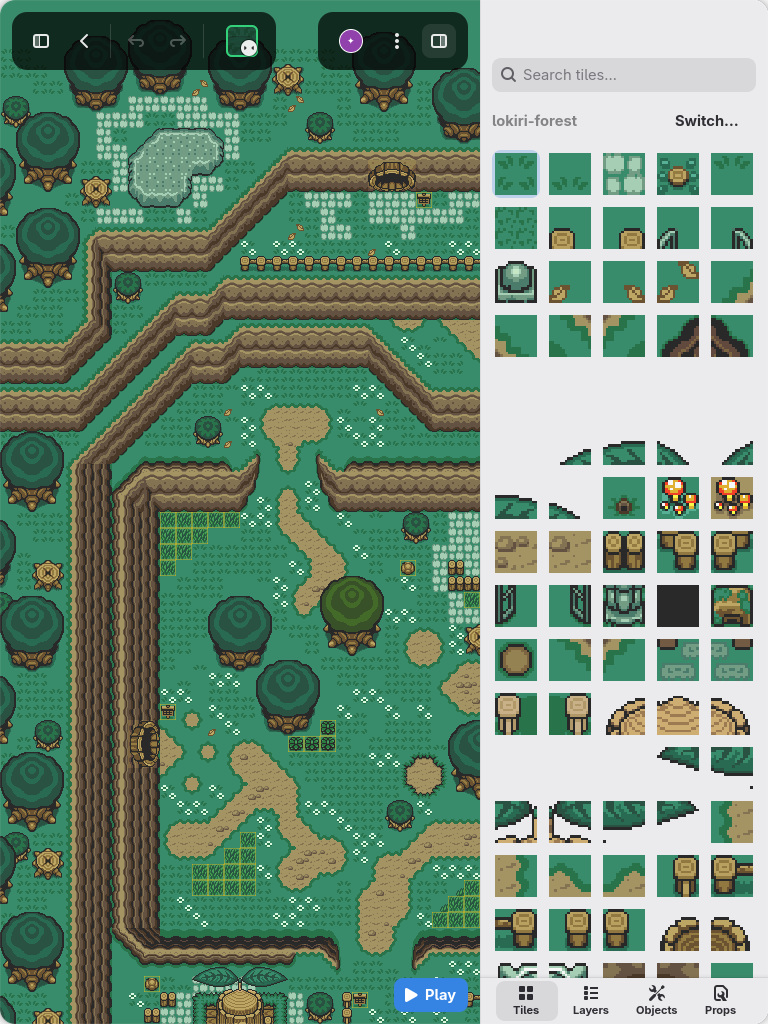 Search tiles...
lokiri-forest
Switch...
Play
Tiles
Layers
Objects
Props